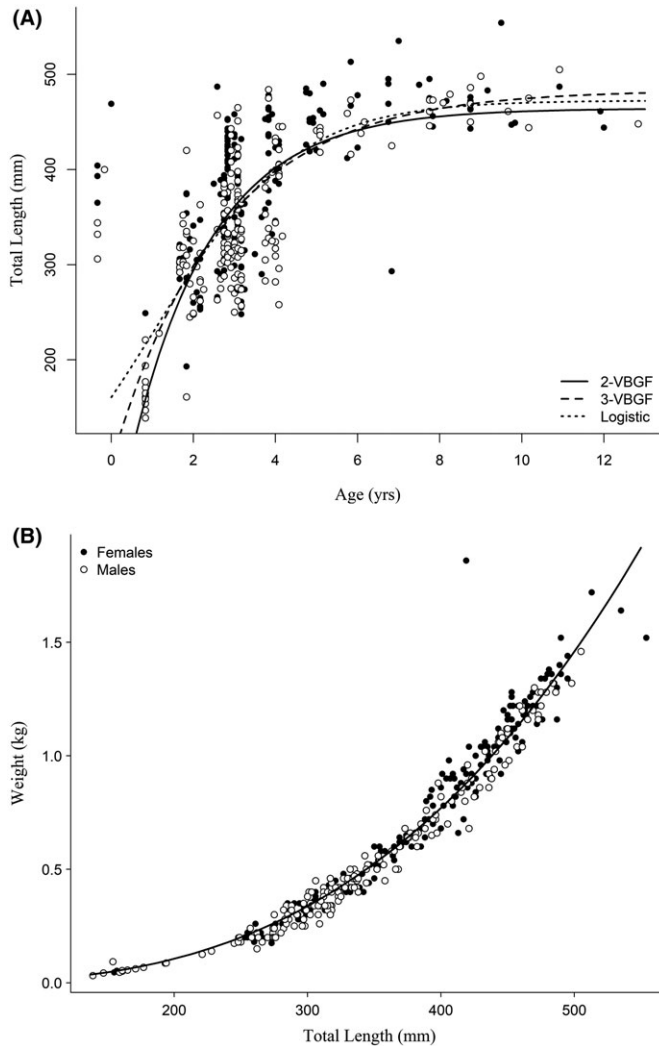 (A)
500
400
300
200
Total Length (mm)
2-VBGF
3-VBGF
Logistic
0 2 4 6 8 10 12
Age (yrs)
(B)
Females
Males
1.5
1.0
0.5
0.0
Weight (kg)
200 300 400 500
Total Length (mm)